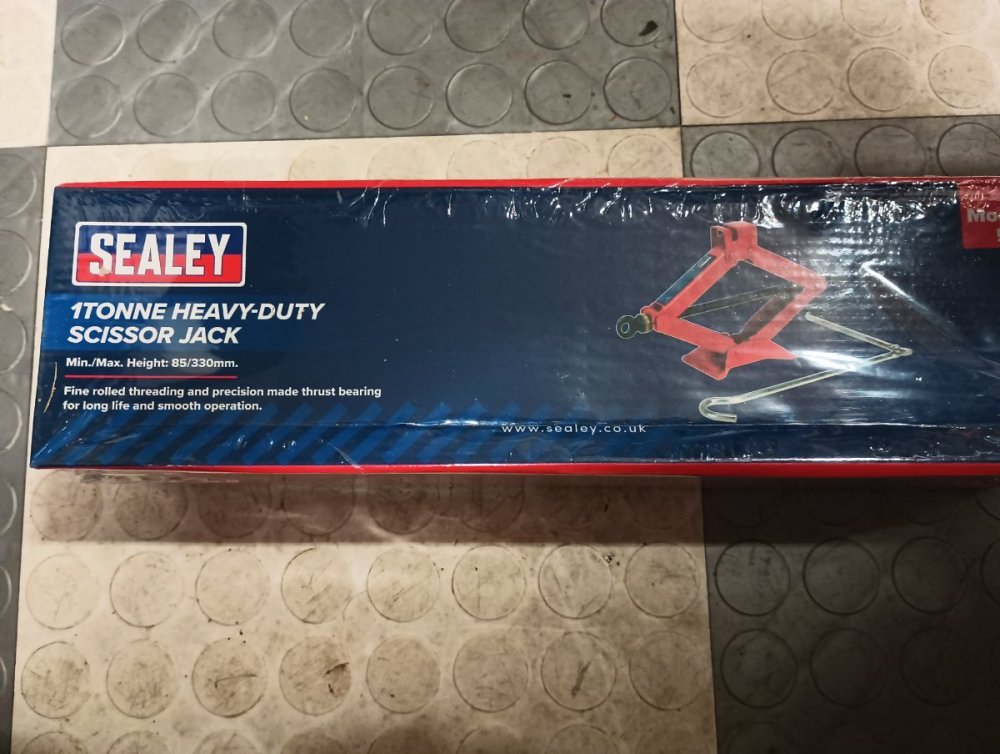 SEALEY
1TONNE HEAVY-DUTY
SCISSOR JACK
Min./Max. Height: 85/330mm.
Fine rolled threading and precision made thrust bearing
for long life and smooth operation.
www.sealey.co.uk